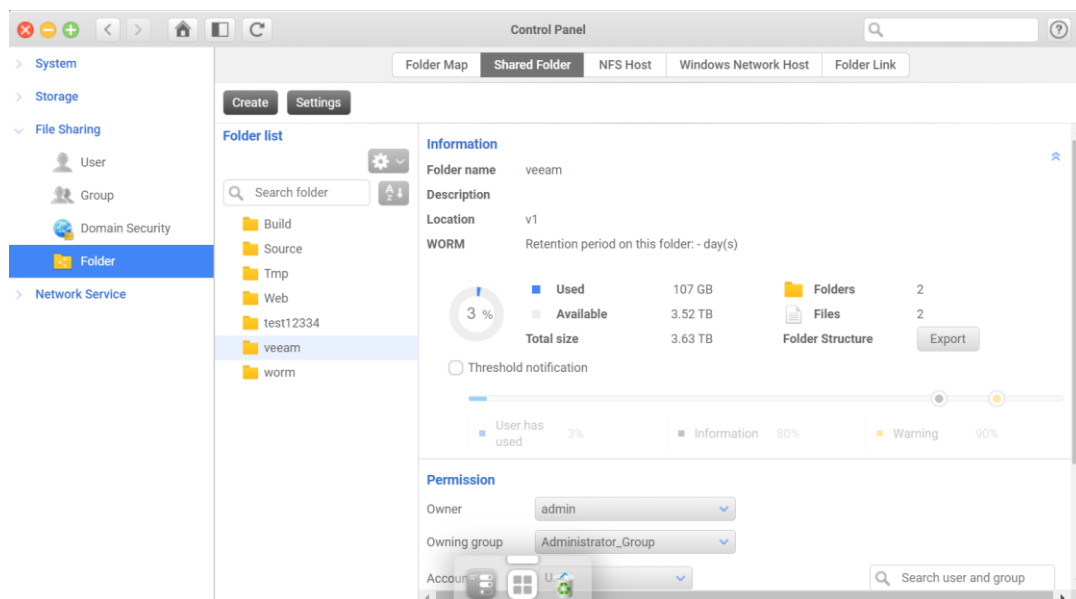 Control Panel
?
System
Storage
File Sharing
User
Group
Domain Security
Folder
Network Service
Folder Map Shared Folder NFS Host Windows Network Host Folder Link
Create Settings
Folder list
Search folder
Build
Source
Tmp
Web
test12334
veeam
worm
Information
Folder name veeam
Description
Location v1
WORM Retention period on this folder: - day(s)
3 %
Used 107 GB Folders 2
Available 3.52 TB Files 2
Total size 3.63 TB Folder Structure Export
Threshold notification
User has used 3% Information 80% Warning 90%
Permission
Owner admin
Owning group Administrator_Group
Search user and group